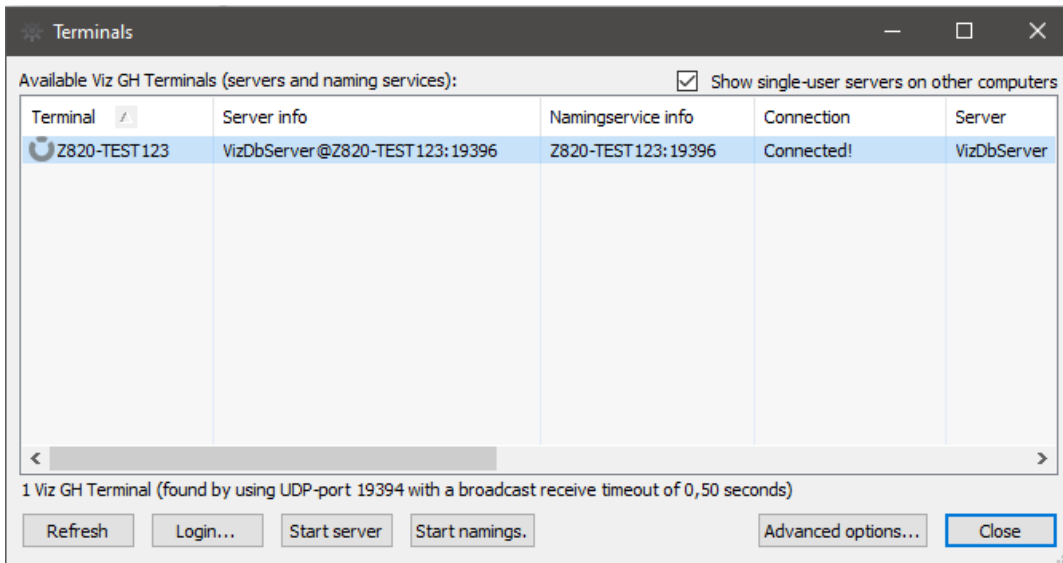 Terminals
Available Viz GH Terminals (servers and naming services): Show single-user servers on other computers
Terminal Server info Namingservice info Connection Server
Z820-TEST123 VizDbServer@Z820-TEST123:19396 Z820-TEST123:19396 Connected! VizDbServer
1 Viz GH Terminal (found by using UDP-port 19394 with a broadcast receive timeout of 0,50 seconds)
Refresh Login... Start server Start namings. Advanced options... Close